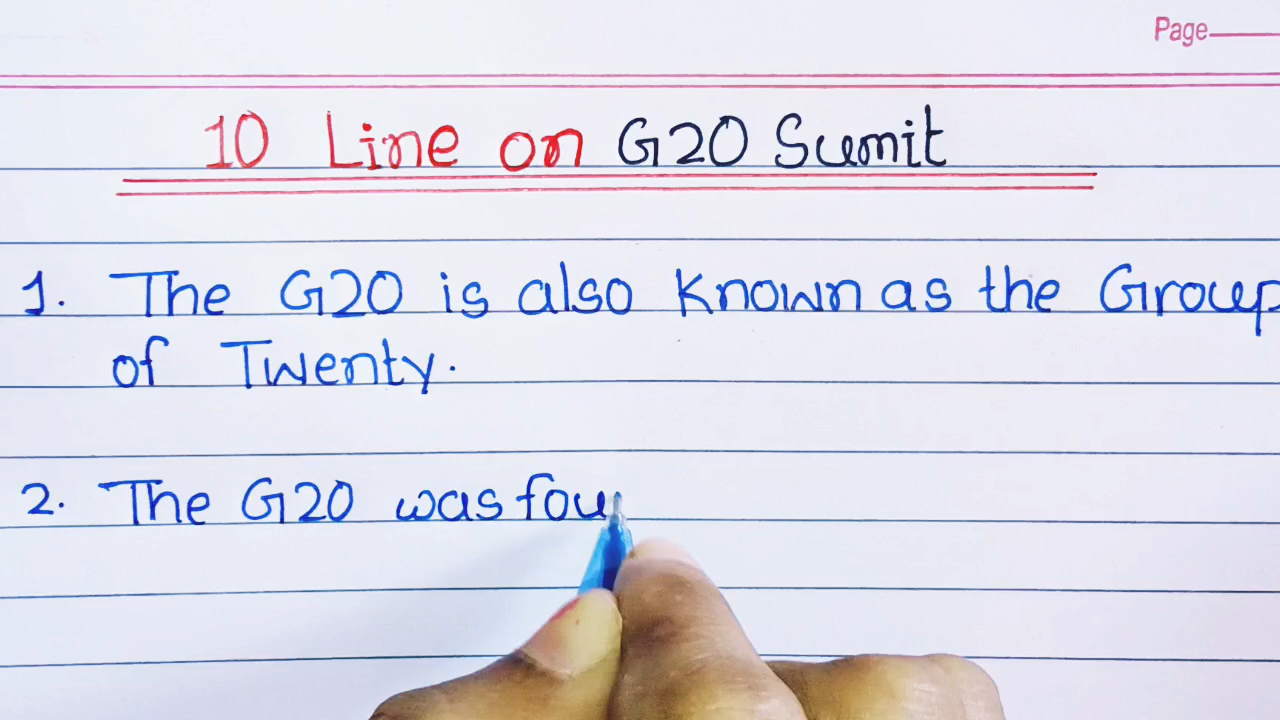 Page
10 Line on G20 Sumit
1. The G20 is also known as the Group
of Twenty.
2. The G20 was fou